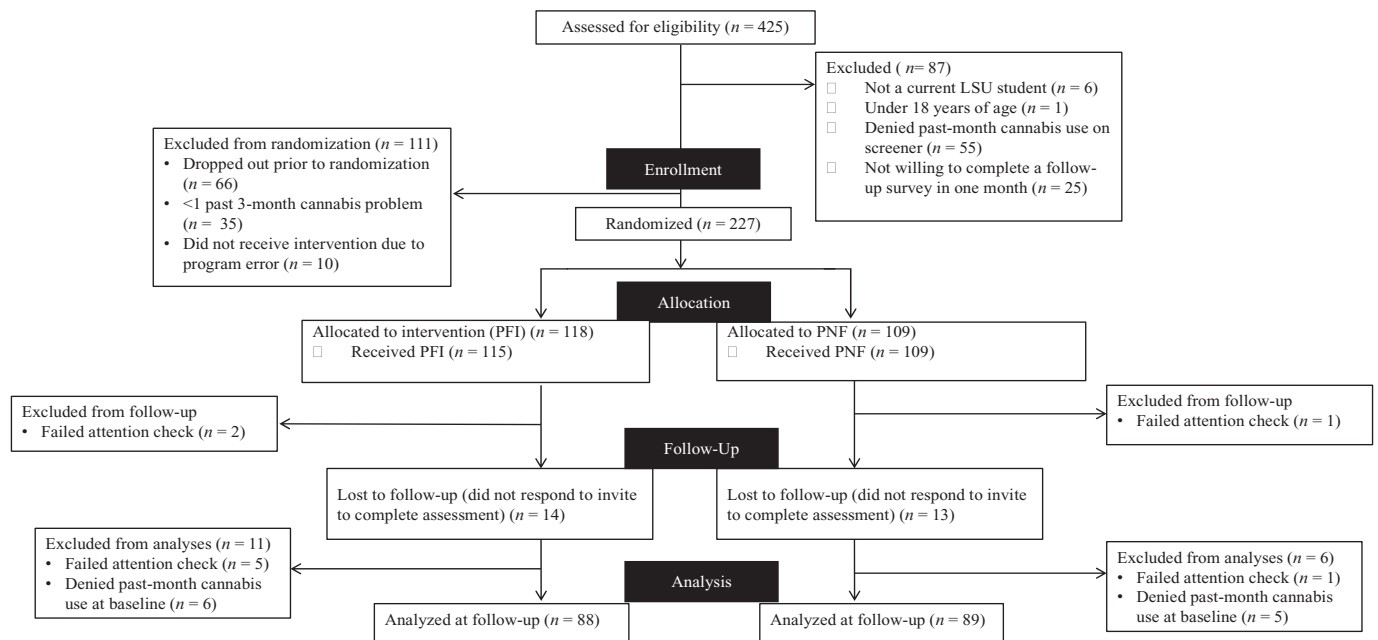 Assessed for eligibility (n = 425)
Excluded ( n= 87)
□ Not a current LSU student (n = 6)
□ Under 18 years of age (n = 1)
□ Denied past-month cannabis use on
screener (n = 55)
□ Not willing to complete a follow-
up survey in one month (n = 25)
Excluded from randomization (n = 111)
• Dropped out prior to randomization
(n = 66)
• <1 past 3-month cannabis problem
(n = 35)
• Did not receive intervention due to
program error (n = 10)
Enrollment
Randomized (n = 227)
Allocation
Allocated to intervention (PFI) (n = 118)
□ Received PFI (n = 115)
Allocated to PNF (n = 109)
□ Received PNF (n = 109)
Excluded from follow-up
• Failed attention check (n = 2)
Excluded from follow-up
• Failed attention check (n = 1)
Follow-Up
Lost to follow-up (did not respond to invite
to complete assessment) (n = 14)
Lost to follow-up (did not respond to invite
to complete assessment) (n = 13)
Excluded from analyses (n = 11)
• Failed attention check (n = 5)
• Denied past-month cannabis
use at baseline (n = 6)
Excluded from analyses (n = 6)
• Failed attention check (n = 1)
• Denied past-month cannabis
use at baseline (n = 5)
Analysis
Analyzed at follow-up (n = 88)
Analyzed at follow-up (n = 89)